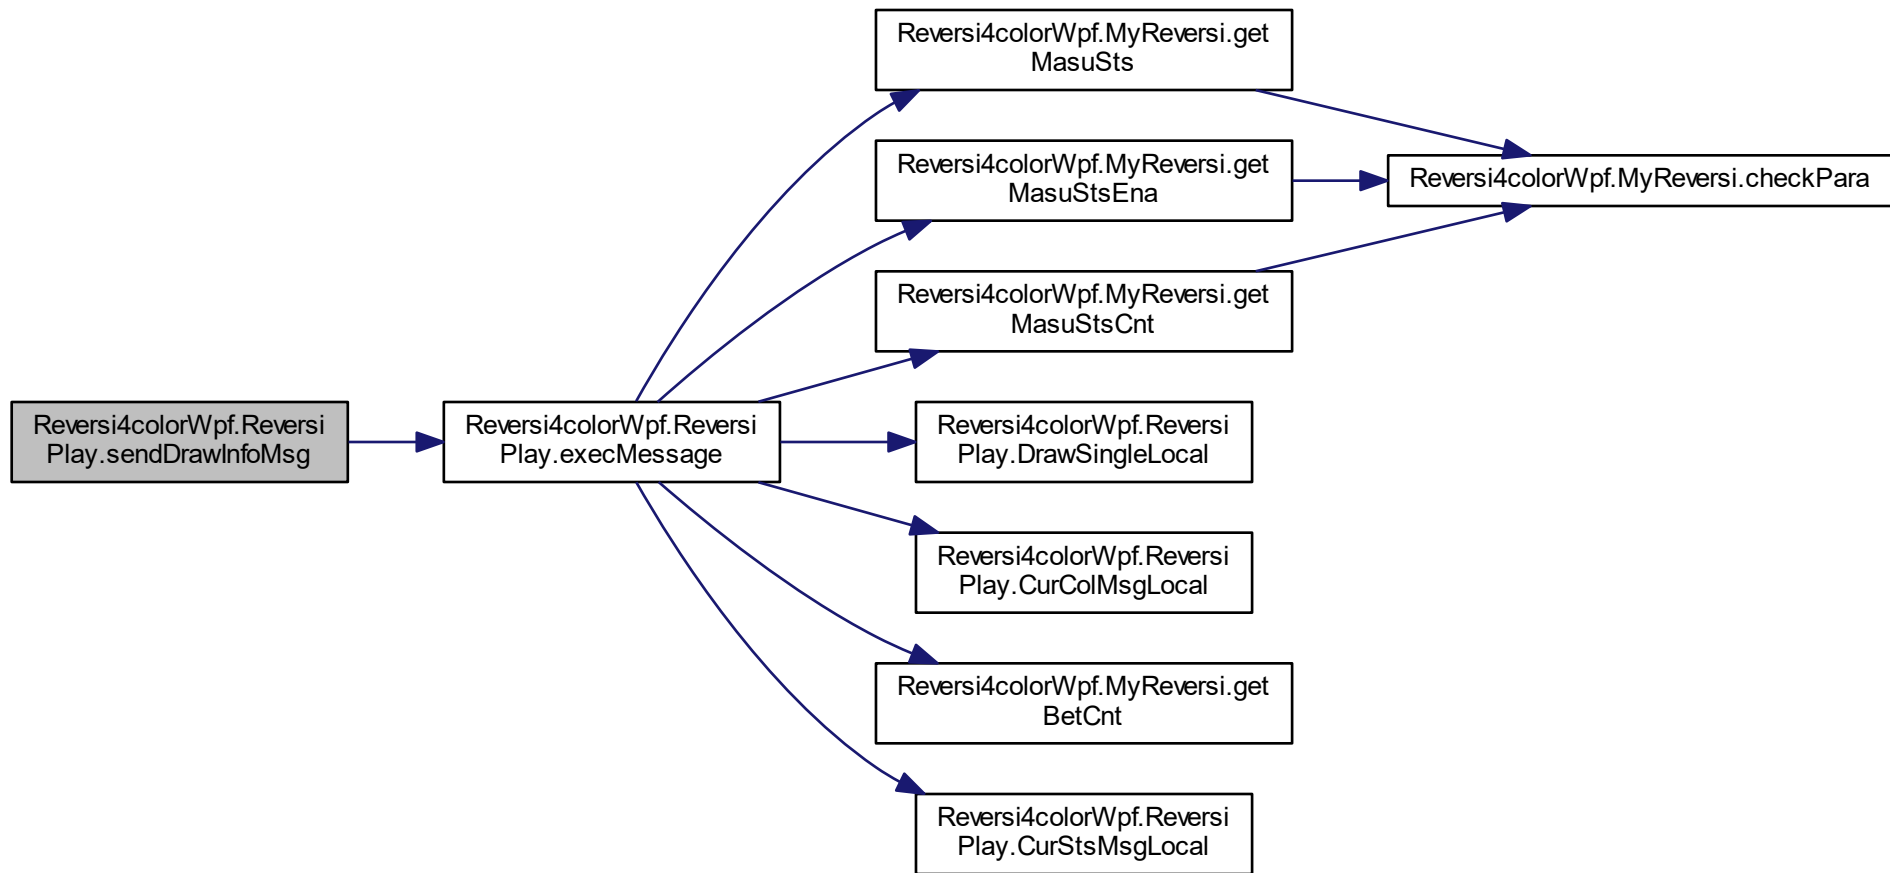 Reversi4colorWpf.MyReversi.get
MasuSts
Reversi4colorWpf.MyReversi.get
MasuStsEna
Reversi4colorWpf.MyReversi.checkPara
Reversi4colorWpf.MyReversi.get
MasuStsCnt
Reversi4colorWpf.Reversi
Play.sendDrawInfoMsg
Reversi4colorWpf.Reversi
Play.execMessage
Reversi4colorWpf.Reversi
Play.DrawSingleLocal
Reversi4colorWpf.Reversi
Play.CurColMsgLocal
Reversi4colorWpf.MyReversi.get
BetCnt
Reversi4colorWpf.Reversi
Play.CurStsMsgLocal